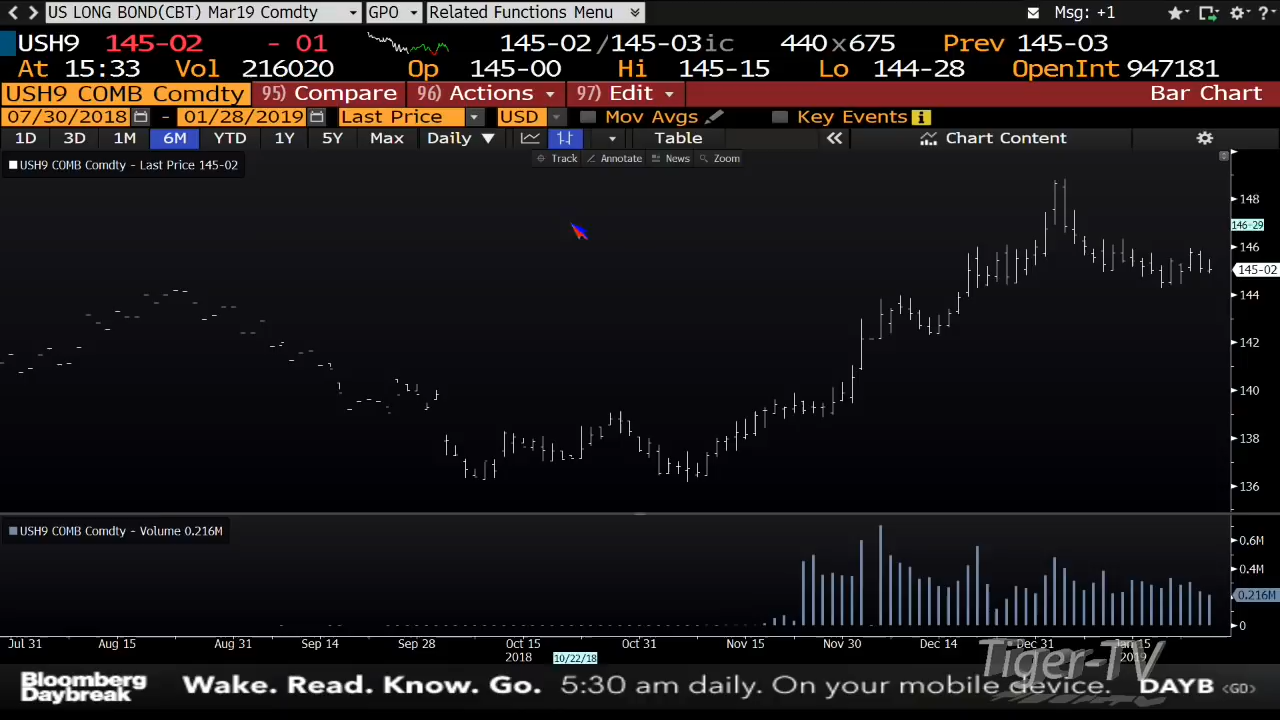 US LONG BOND(CBT) Mar19 Comdty GPO Related Functions Menu Msg: +1
USH9 145-02 - 01 145-02/145-03ic 440x675 Prev 145-03
At 15:33 Vol 216020 Op 145-00 Hi 145-15 Lo 144-28 OpenInt 947181
USH9 COMB Comdty 95) Compare 96) Actions 97) Edit Bar Chart
07/30/2018 - 01/28/2019 Last Price USD Mov Avgs Key Events
1D 3D 1M 6M YTD 1Y 5Y Max Daily Table Chart Content
Track Annotate News Zoom
USH9 COMB Comdty - Last Price 145-02
148
146-29
146
145-02
144
142
140
138
136
USH9 COMB Comdty - Volume 0.216M
0.6M
0.4M
0.216M
0
Jul 31 Aug 15 Aug 31 Sep 14 Sep 28 Oct 15 Oct 31 Nov 15 Nov 30 Dec 14 Dec 31 Jan 15
2018 10/22/18 2019
Tiger-TV
Bloomberg Daybreak
Wake. Read. Know. Go. 5:30 am daily. On your mobile device. DAYB <GO>